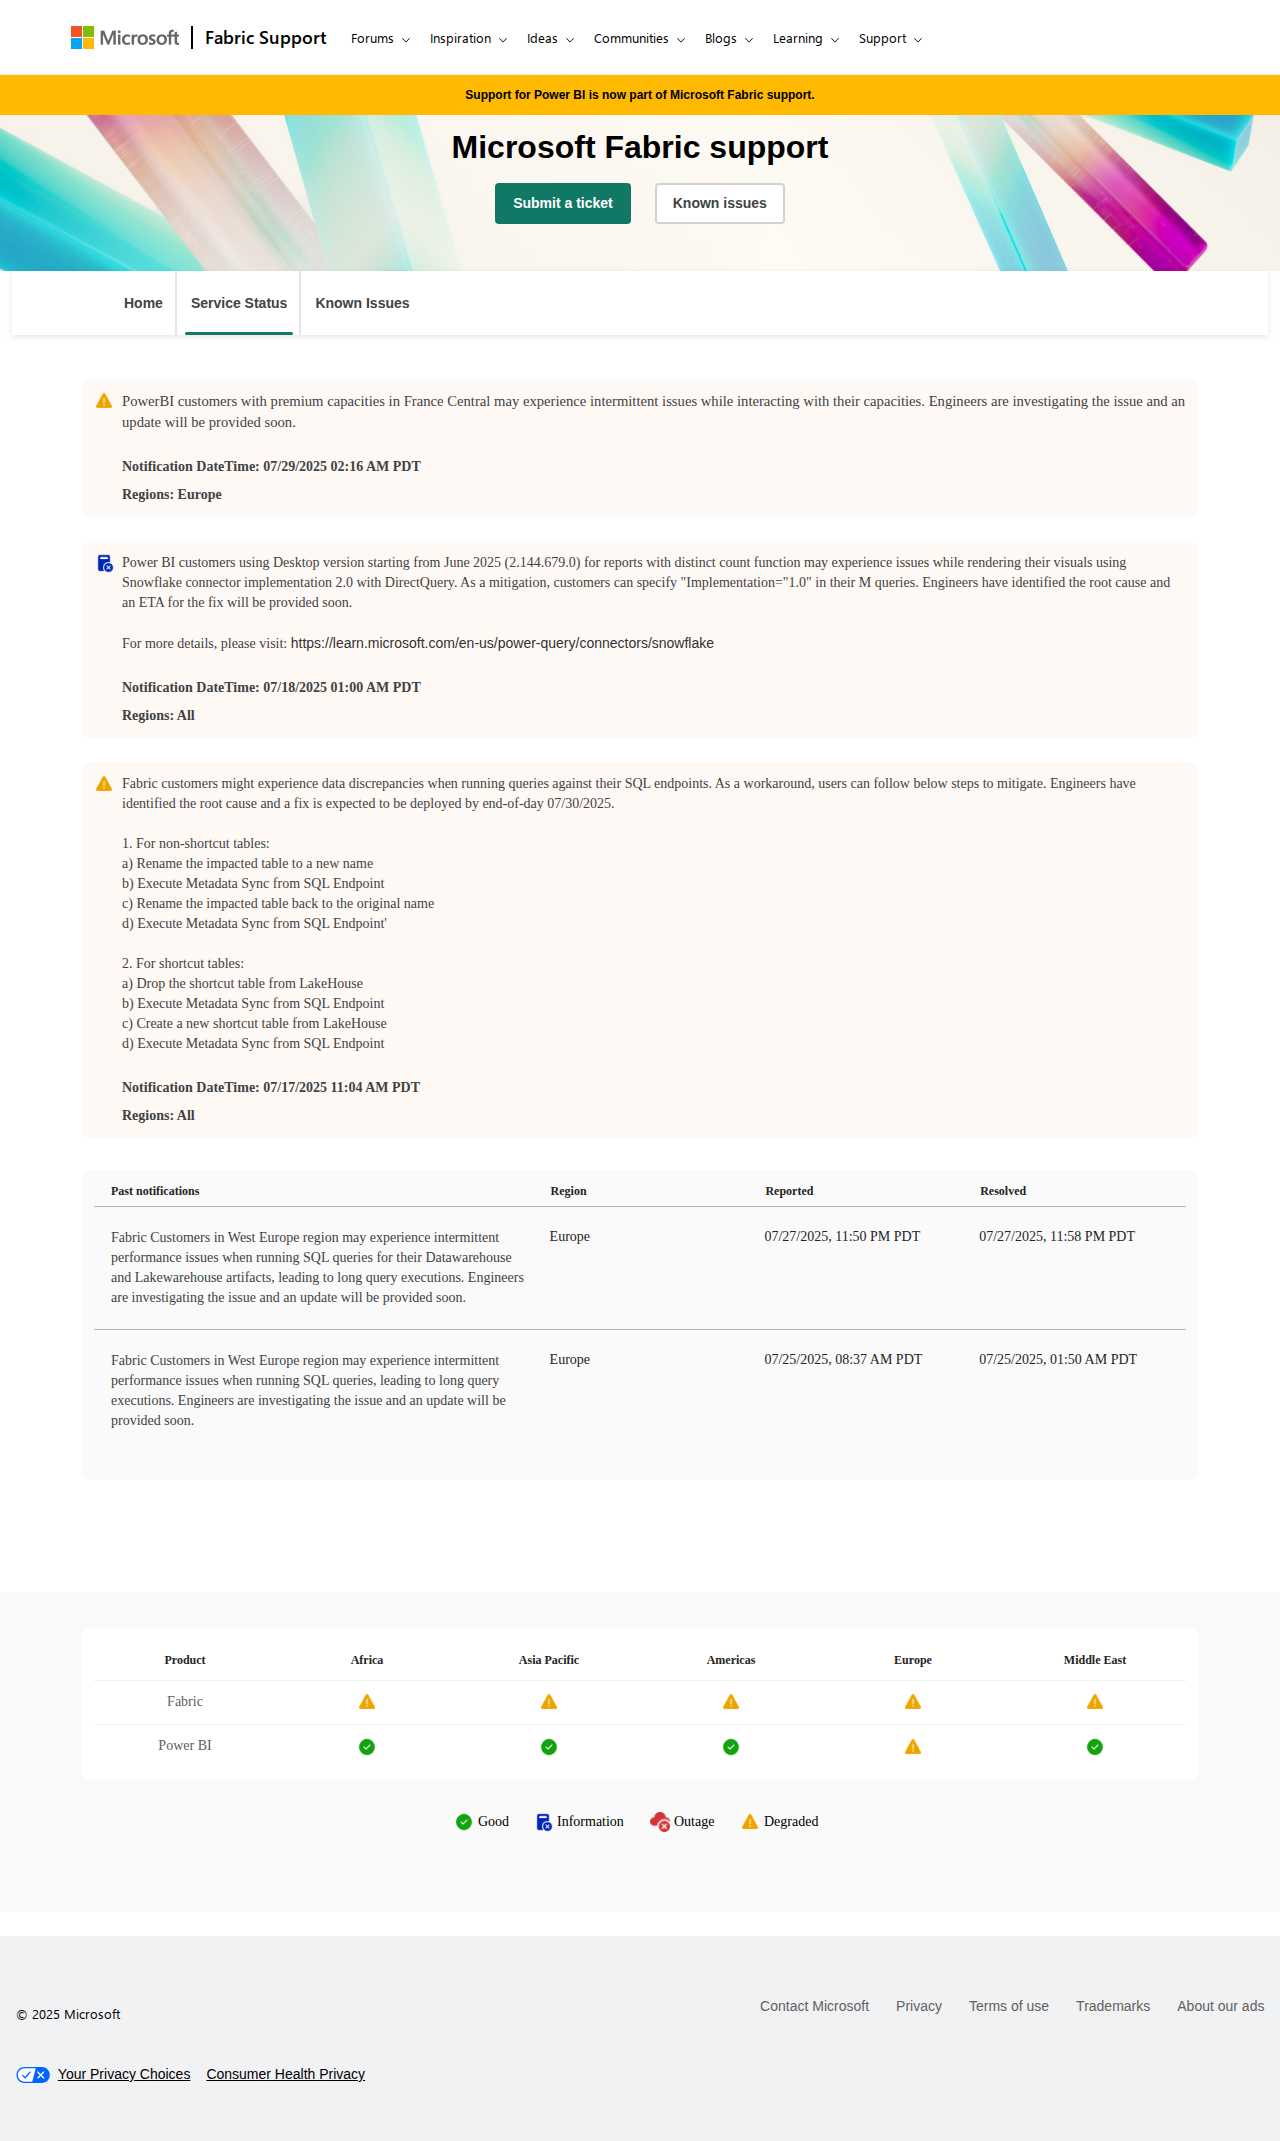 Microsoft Fabric Support Forums Inspiration Ideas Communities Blogs Learning Support
Support for Power BI is now part of Microsoft Fabric support.
Microsoft Fabric support
Submit a ticket Known issues
Home Service Status Known Issues
PowerBI customers with premium capacities in France Central may experience intermittent issues while interacting with their capacities. Engineers are investigating the issue and an
update will be provided soon.
Notification DateTime: 07/29/2025 02:16 AM PDT
Regions: Europe
Power BI customers using Desktop version starting from June 2025 (2.144.679.0) for reports with distinct count function may experience issues while rendering their visuals using
Snowflake connector implementation 2.0 with DirectQuery. As a mitigation, customers can specify "Implementation="1.0" in their M queries. Engineers have identified the root cause and
an ETA for the fix will be provided soon.
For more details, please visit: https://learn.microsoft.com/en-us/power-query/connectors/snowflake
Notification DateTime: 07/18/2025 01:00 AM PDT
Regions: All
Fabric customers might experience data discrepancies when running queries against their SQL endpoints. As a workaround, users can follow below steps to mitigate. Engineers have
identified the root cause and a fix is expected to be deployed by end-of-day 07/30/2025.
1. For non-shortcut tables:
a) Rename the impacted table to a new name
b) Execute Metadata Sync from SQL Endpoint
c) Rename the impacted table back to the original name
d) Execute Metadata Sync from SQL Endpoint'
2. For shortcut tables:
a) Drop the shortcut table from LakeHouse
b) Execute Metadata Sync from SQL Endpoint
c) Create a new shortcut table from LakeHouse
d) Execute Metadata Sync from SQL Endpoint
Notification DateTime: 07/17/2025 11:04 AM PDT
Regions: All
Past notifications Region Reported Resolved
Fabric Customers in West Europe region may experience intermittent Europe 07/27/2025, 11:50 PM PDT 07/27/2025, 11:58 PM PDT
performance issues when running SQL queries for their Datawarehouse
and Lakewarehouse artifacts, leading to long query executions. Engineers
are investigating the issue and an update will be provided soon.
Fabric Customers in West Europe region may experience intermittent Europe 07/25/2025, 08:37 AM PDT 07/25/2025, 01:50 AM PDT
performance issues when running SQL queries, leading to long query
executions. Engineers are investigating the issue and an update will be
provided soon.
Product Africa Asia Pacific Americas Europe Middle East
Fabric
Power BI
Good Information Outage Degraded
Contact Microsoft Privacy Terms of use Trademarks About our ads
© 2025 Microsoft
Your Privacy Choices Consumer Health Privacy